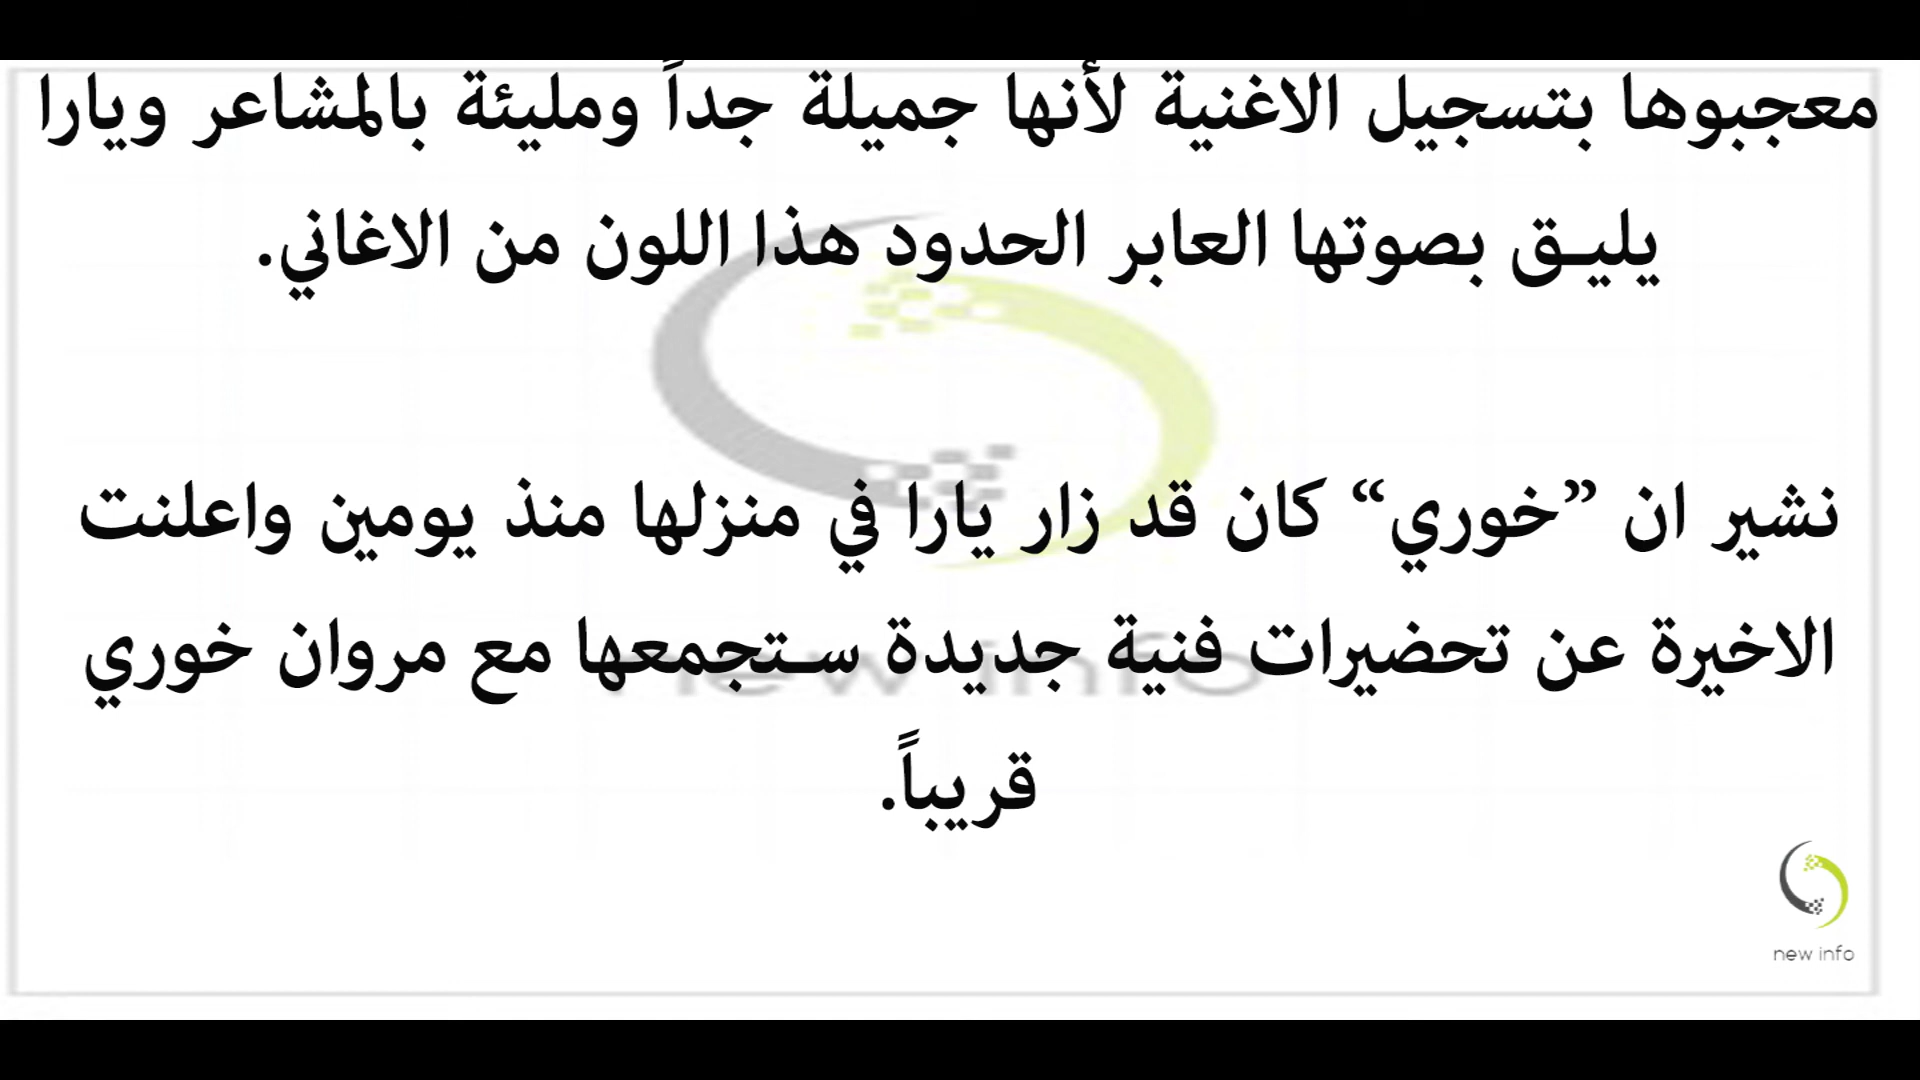 معجبوها بتسجيل الاغنية لأنها جميلة جداً ومليئة بالمشاعر ويارا
يليـق بصوتها العابر الحدود هذا اللون من الاغاني.
نشير ان ”خوري“ كان قد زار يارا في منزلها منذ يومين واعلنت
الاخيرة عن تحضيرات فنية جديدة سـتجمعها مع مروان خوري
قريباً.
new info
new info